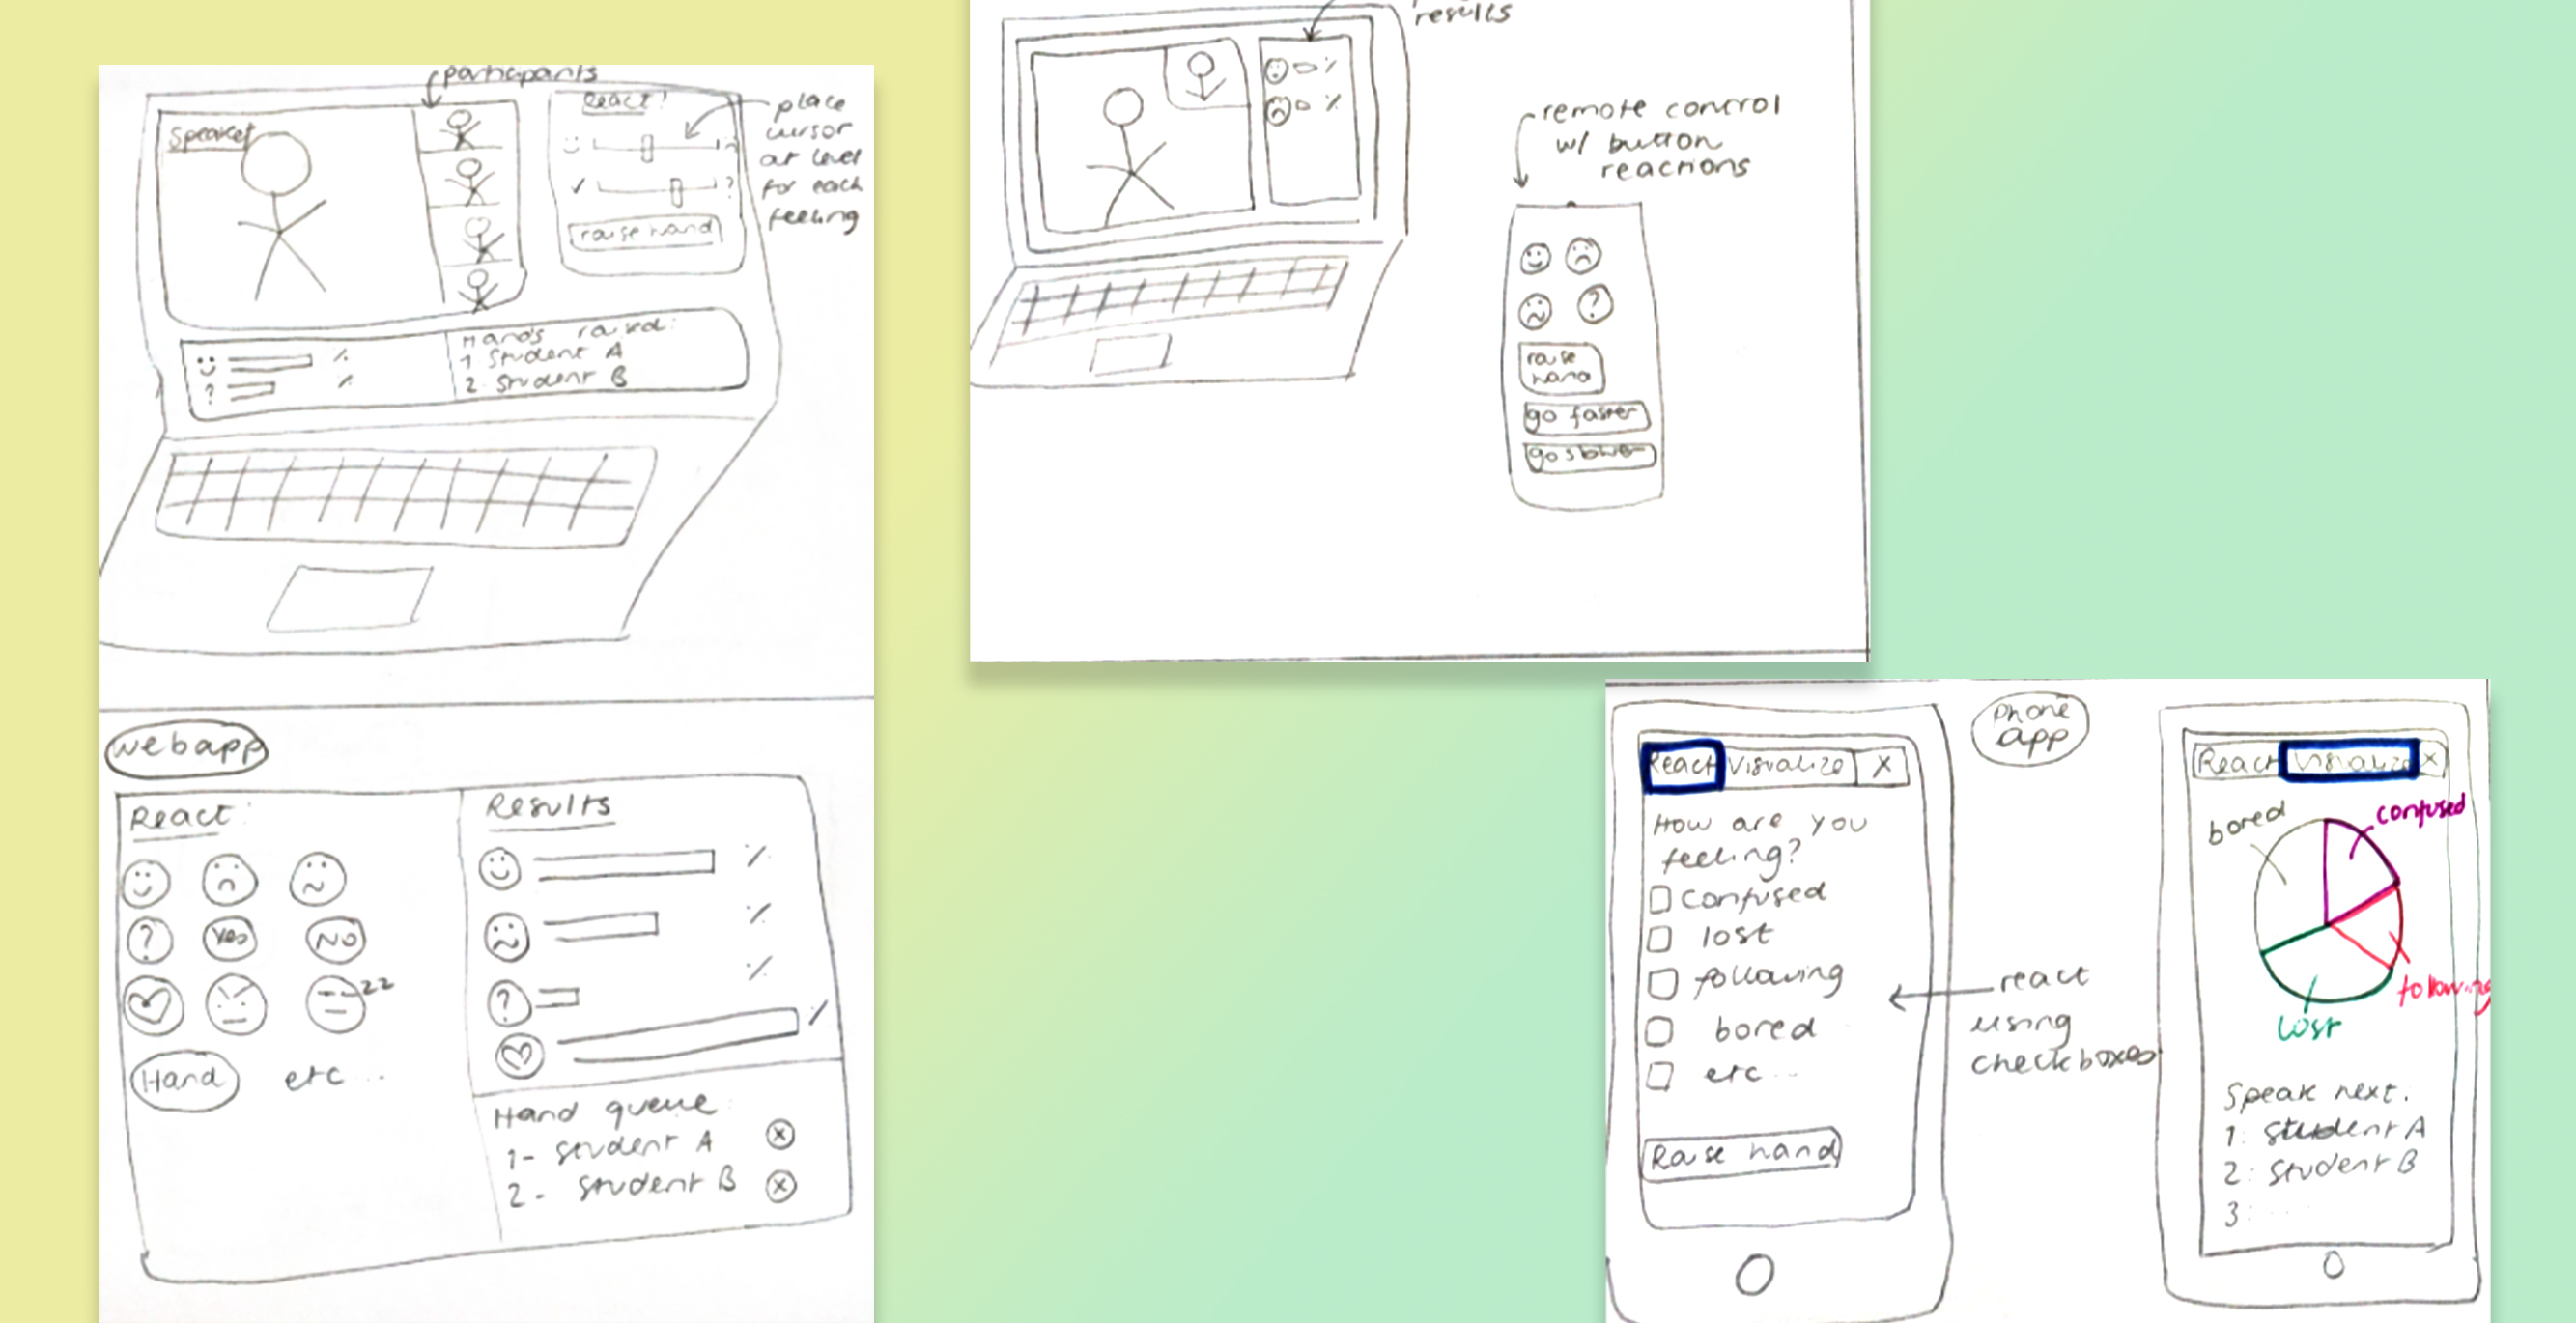 participants
Speaker
React!
place
cursor
at level
for each
feeling
?
raise hand
%
? %
Hands raised:
1. Student A
2. Student B
webapp
React:
? Yes NO
zz
Hand etc...
Results
%
%
%
?
%
Hand queue:
1- Student A
2- Student B
results
%
%
remote control
w/ button
reactions
?
raise
hand
go faster
go slower
React Visualize X
How are you
feeling?
Confused
lost
following
bored
etc...
Raise hand
Phone
app
react
using
checkboxes
React Visualize X
bored
confused
following
lost
Speak next.
1: Student A
2: Student B
3: ....